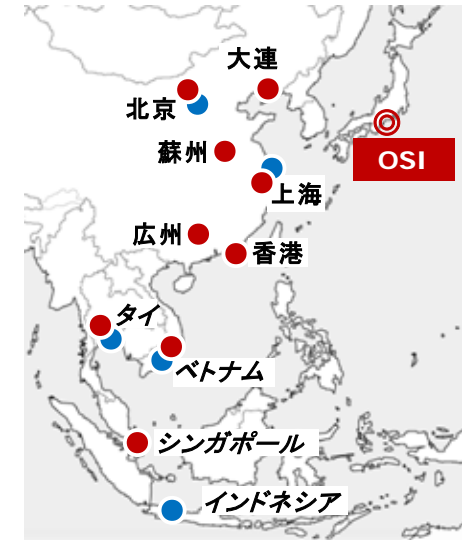 大連
北京
OSI
蘇州
上海
広州
香港
タイ
ベトナム
シンガポール
インドネシア